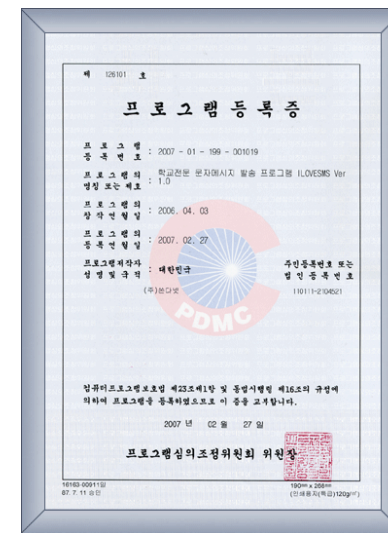 제 126101 호
프로그램등록증
프로그램
등록번호 : 2007 - 01 - 199 - 001019
프로그램의
명칭 또는 제호 : 학교전문 문자메시지 발송 프로그램 ILOVESMS Ver 1.0
프로그램의
창작연월일 : 2006. 04. 03
프로그램의
등록연월일 : 2007. 02. 27
프로그램저작자
성명및국적 : 대한민국
주민등록번호 또는
법인등록번호
(주)쏜다넷
110111-2104521
PDMC
컴퓨터프로그램보호법 제23조제1항 및 동법시행령 제16조의 규정에
의하여 프로그램을 등록하였으므로 이 증을 교부합니다.
2007 년 02 월 27 일
프로그램심의조정위원회 위원장
16163-00911일
87. 7. 11 승인
190㎜ x 268㎜
(인쇄용지(특급)120g/㎡)